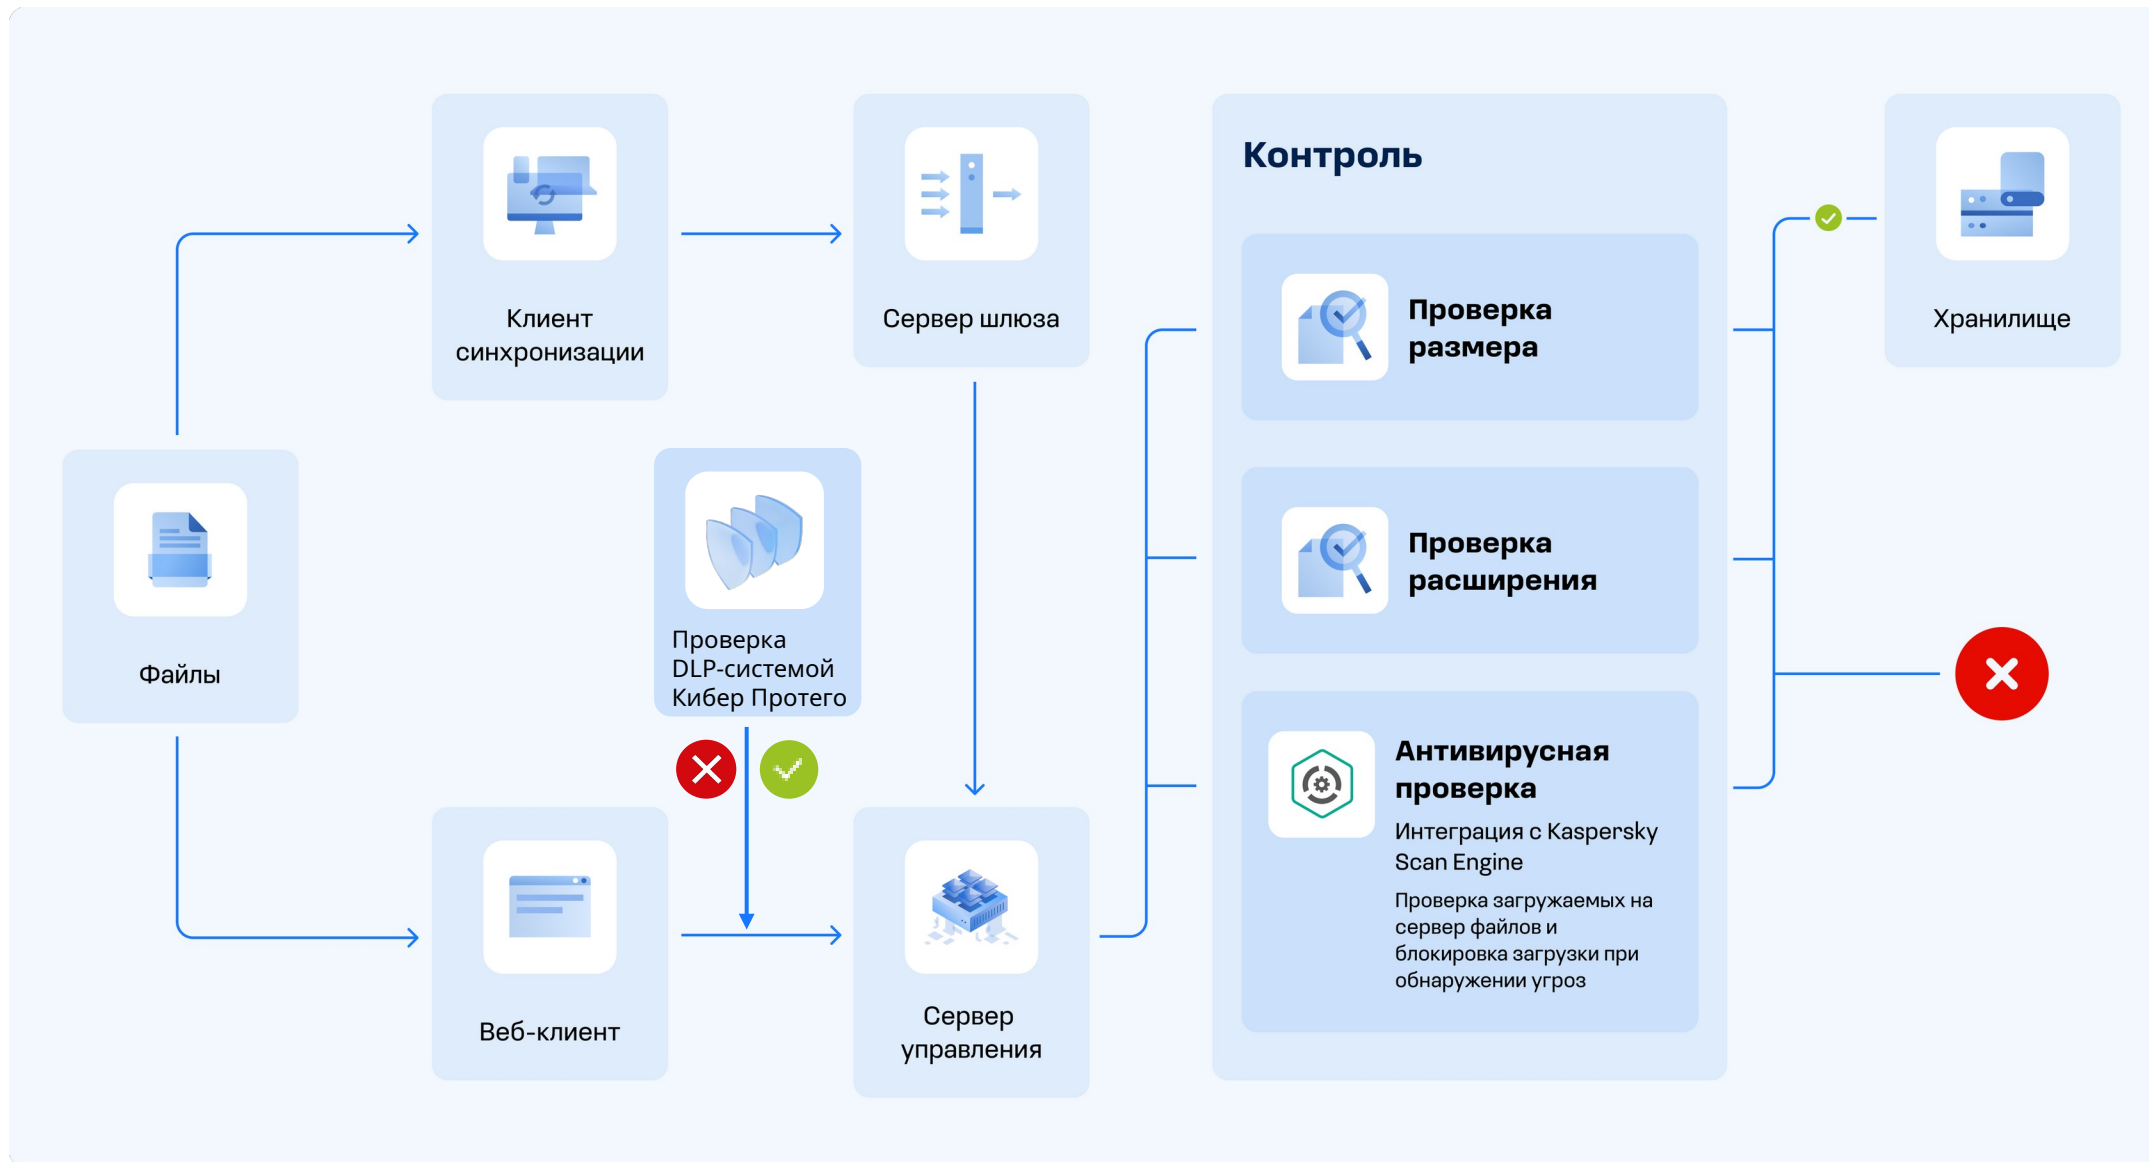 Клиент
синхронизации
Сервер шлюза
Контроль
Проверка
размера
Хранилище
Файлы
Проверка
DLP-системой
Кибер Протего
Проверка
расширения
Антивирусная
проверка
Интеграция с Kaspersky
Scan Engine
Проверка загружаемых на
сервер файлов и
блокировка загрузки при
обнаружении угроз
Веб-клиент
Сервер
управления